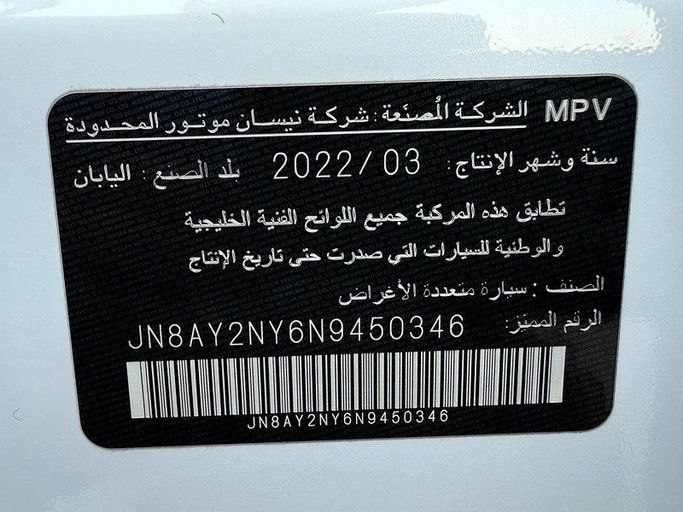 MPV الشركة المُصنّعة : شركة نيسان موتور المحدودة
سنة وشهر الإنتاج : 2022/03 بلد الصنع : اليابان
تطابق هذه المركبة جميع اللوائح الفنية الخليجية
والوطنية للسيارات التي صدرت حتى تاريخ الإنتاج
الصنف : سيارة متعددة الأغراض
الرقم المميّز: JN8AY2NY6N9450346
JN8AY2NY6N9450346